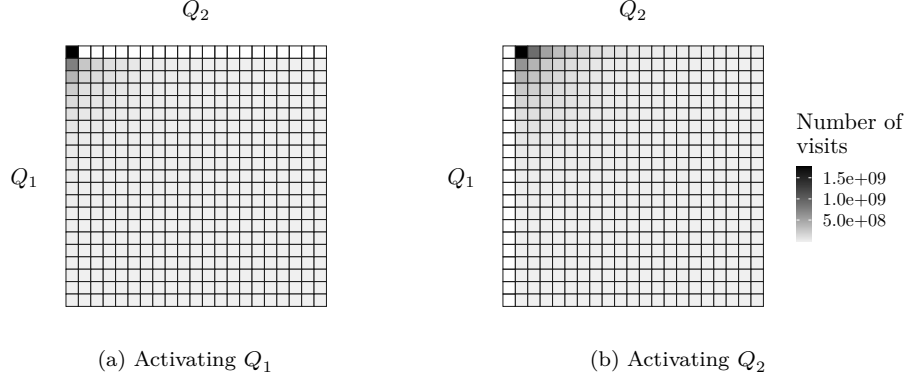 Q₂
Q₂
Q₁
Q₁
Number of
visits
1.5e+09
1.0e+09
5.0e+08
(a) Activating Q₁
(b) Activating Q₂